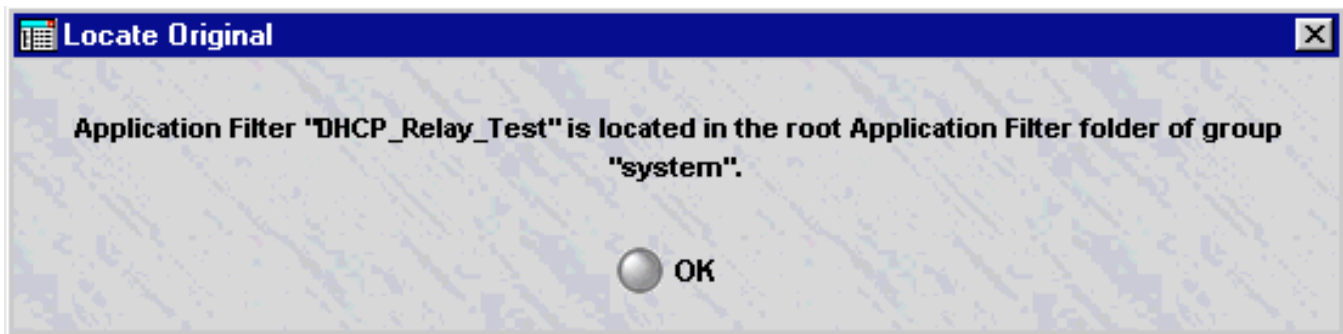 Locate Original
Application Filter "DHCP_Relay_Test" is located in the root Application Filter folder of group
"system".
OK